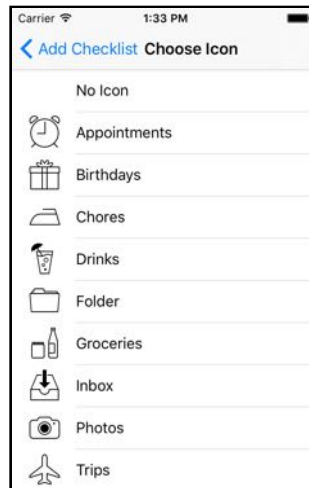 Carrier 1:33 PM
Add Checklist Choose Icon
No Icon
Appointments
Birthdays
Chores
Drinks
Folder
Groceries
Inbox
Photos
Trips